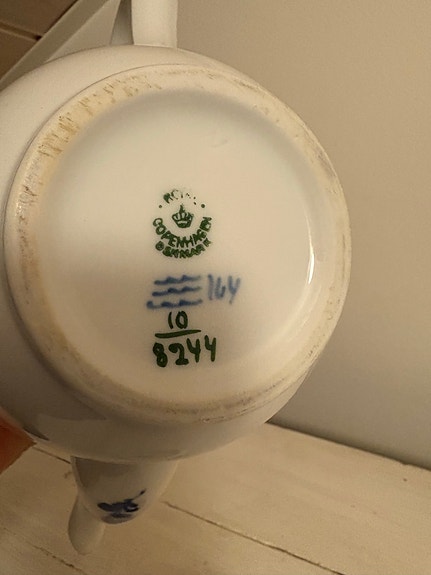 ROYAL
COPENHAGEN
DENMARK
164
10
8244